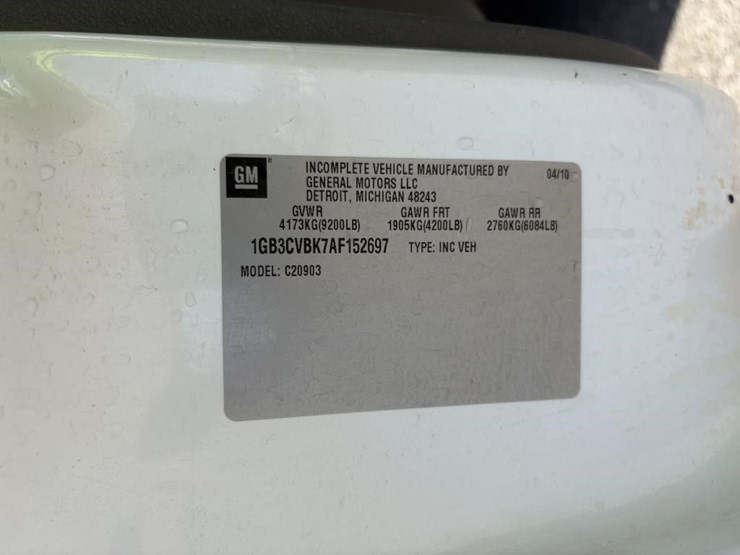 GM®
INCOMPLETE VEHICLE MANUFACTURED BY 04/10
GENERAL MOTORS LLC
DETROIT, MICHIGAN 48243
GVWR GAWR FRT GAWR RR
4173KG(9200LB) 1905KG(4200LB) 2760KG(6084LB)
1GB3CVBK7AF152697 TYPE: INC VEH
MODEL: C20903